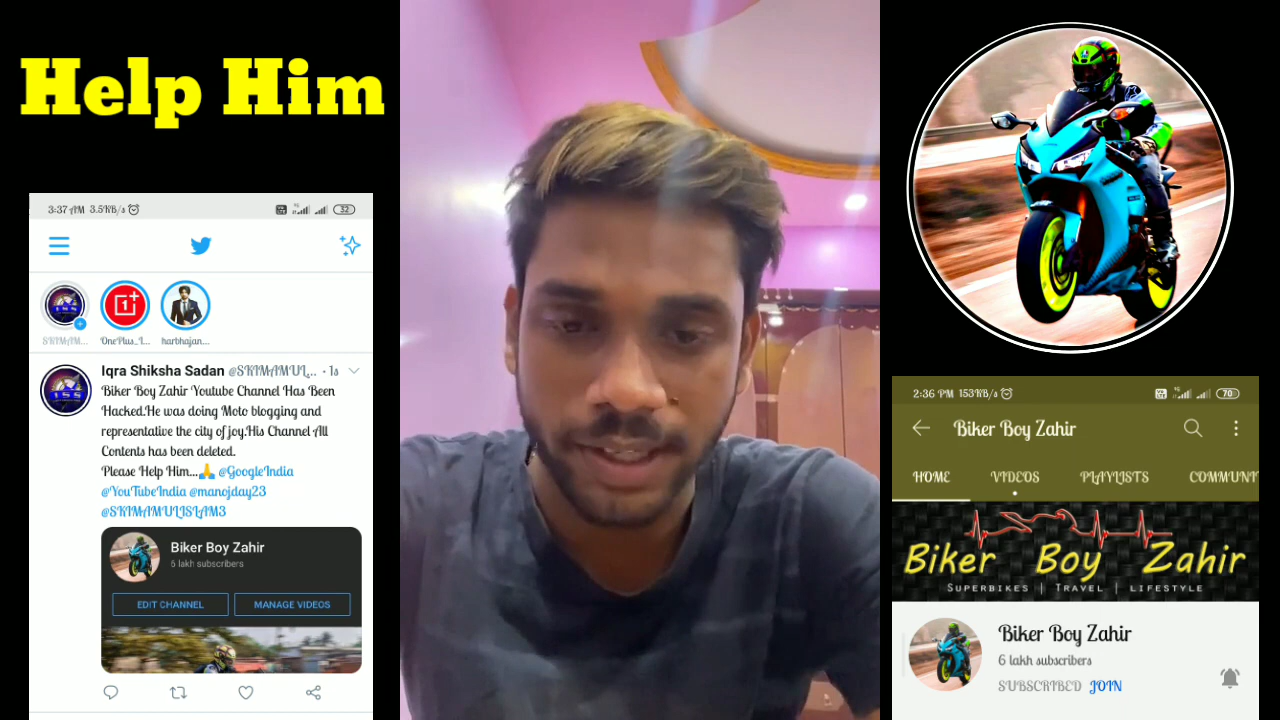 Help Him
3:37 AM 3.5KB/s
32
SKIMAM...
OnePlus_I...
harbhajan...
Iqra Shiksha Sadan @SKIMAMUL... · 1s
Biker Boy Zahir Youtube Channel Has Been
Hacked.He was doing Moto blogging and
representative the city of joy.His Channel All
Contents has been deleted.
Please Help Him...🙏 @GoogleIndia
@YouTubeIndia @manojday23
@SKIMAMULISLAM3
Biker Boy Zahir
6 lakh subscribers
EDIT CHANNEL
MANAGE VIDEOS
2:36 PM 153KB/s
70
Biker Boy Zahir
HOME
VIDEOS
PLAYLISTS
COMMUNI
Biker Boy Zahir
SUPERBIKES | TRAVEL | LIFESTYLE
Biker Boy Zahir
6 lakh subscribers
SUBSCRIBED JOIN